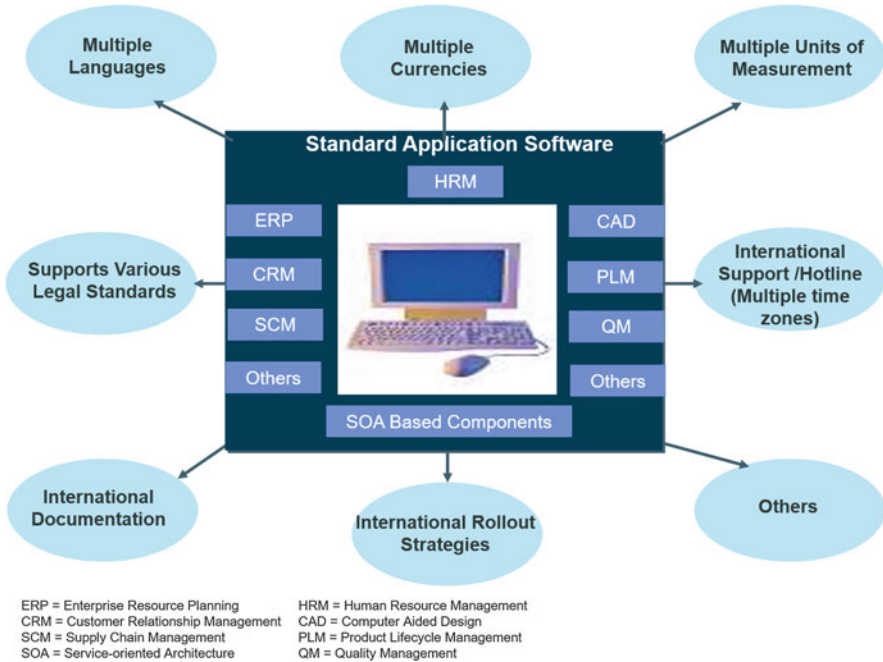 Multiple
Languages
Multiple
Currencies
Multiple Units of
Measurement
Standard Application Software
HRM
ERP
CAD
Supports Various
Legal Standards
CRM
PLM
International
Support /Hotline
(Multiple time
zones)
SCM
QM
Others
Others
SOA Based Components
International
Documentation
International Rollout
Strategies
Others
ERP = Enterprise Resource Planning
CRM = Customer Relationship Management
SCM = Supply Chain Management
SOA = Service-oriented Architecture
HRM = Human Resource Management
CAD = Computer Aided Design
PLM = Product Lifecycle Management
QM = Quality Management